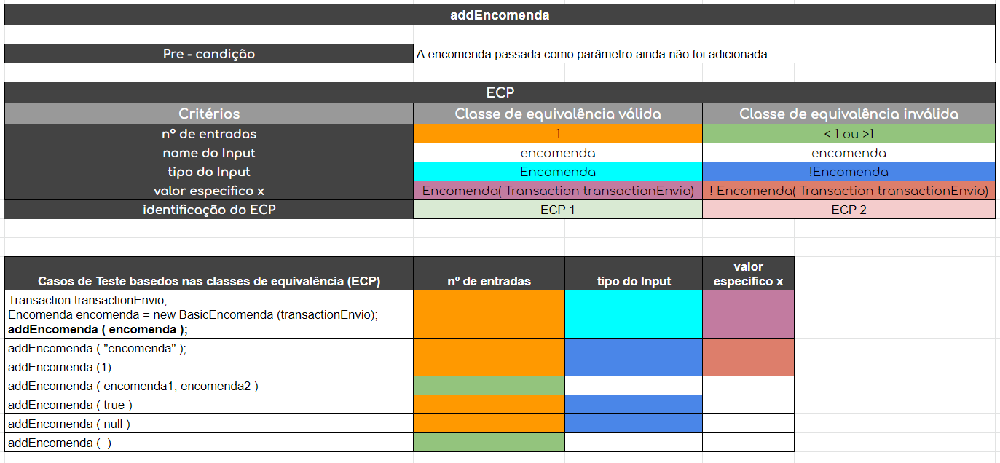 addEncomenda
Pre - condição
A encomenda passada como parâmetro ainda não foi adicionada.
ECP
Critérios
Classe de equivalência válida
Classe de equivalência inválida
nº de entradas
1
< 1 ou >1
nome do Input
encomenda
encomenda
tipo do Input
Encomenda
!Encomenda
valor especifico x
Encomenda( Transaction transactionEnvio)
! Encomenda( Transaction transactionEnvio)
identificação do ECP
ECP 1
ECP 2
Casos de Teste basedos nas classes de equivalência (ECP)
nº de entradas
tipo do Input
valor
especifico x
Transaction transactionEnvio;
Encomenda encomenda = new BasicEncomenda (transactionEnvio);
addEncomenda ( encomenda );
addEncomenda ( "encomenda" );
addEncomenda (1)
addEncomenda ( encomenda1, encomenda2 )
addEncomenda ( true )
addEncomenda ( null )
addEncomenda (  )